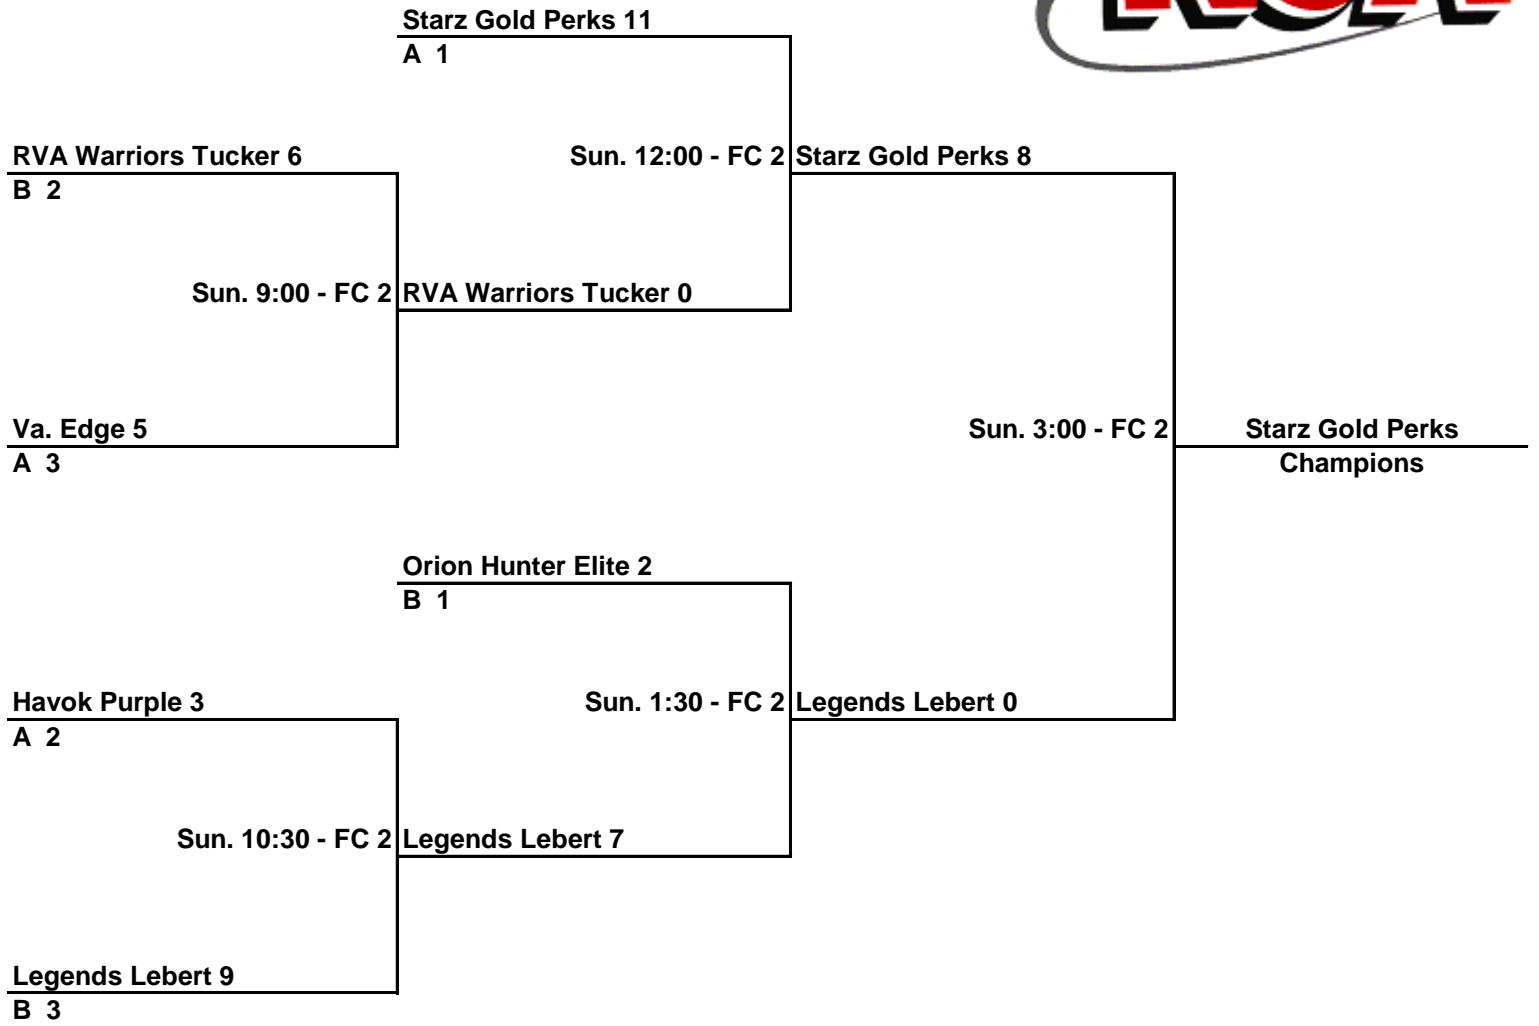 Starz Gold Perks 11
A 1
RVA Warriors Tucker 6
Sun. 12:00 - FC 2 Starz Gold Perks 8
B 2
Sun. 9:00 - FC 2 RVA Warriors Tucker 0
Va. Edge 5
Sun. 3:00 - FC 2
Starz Gold Perks
A 3
Champions
Orion Hunter Elite 2
B 1
Havok Purple 3
Sun. 1:30 - FC 2 Legends Lebert 0
A 2
Sun. 10:30 - FC 2 Legends Lebert 7
Legends Lebert 9
B 3